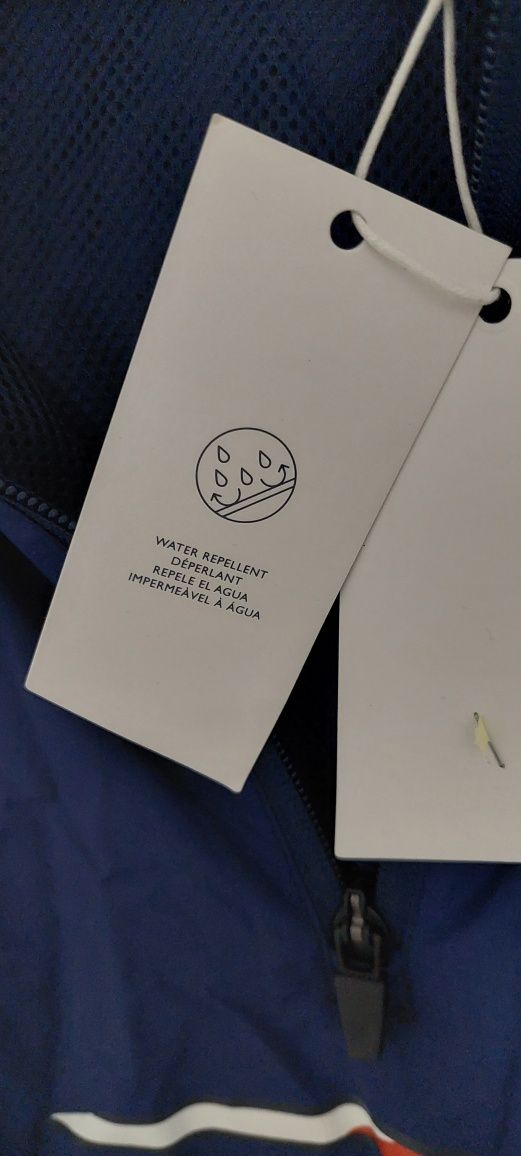 WATER REPELLENT
DÉPERLANT
REPELE EL AGUA
IMPERMEÁVEL À ÁGUA